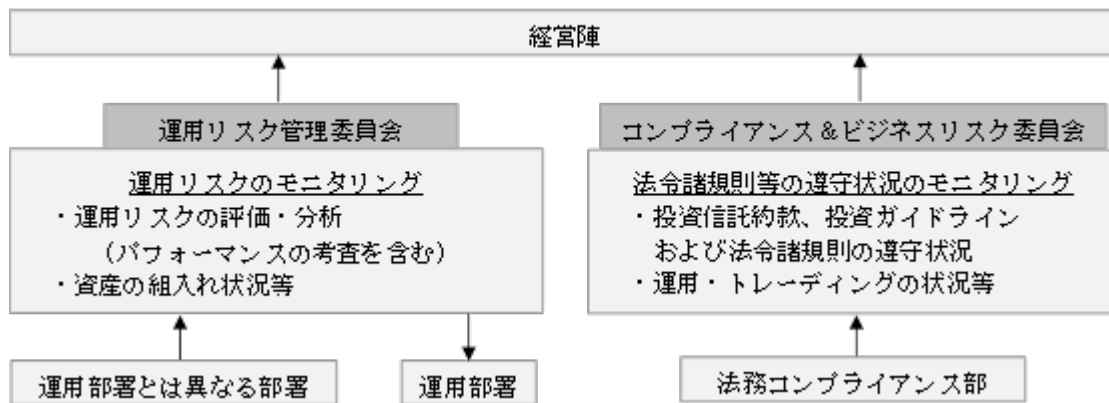 経営陣
運用リスク管理委員会
運用リスクのモニタリング
・運用リスクの評価・分析
（パフォーマンスの考査を含む）
・資産の組入れ状況等
運用部署とは異なる部署
運用部署
コンプライアンス＆ビジネスリスク委員会
法令諸規則等の遵守状況のモニタリング
・投資信託約款、投資ガイドライン
および法令諸規則の遵守状況
・運用・トレーディングの状況等
法務コンプライアンス部